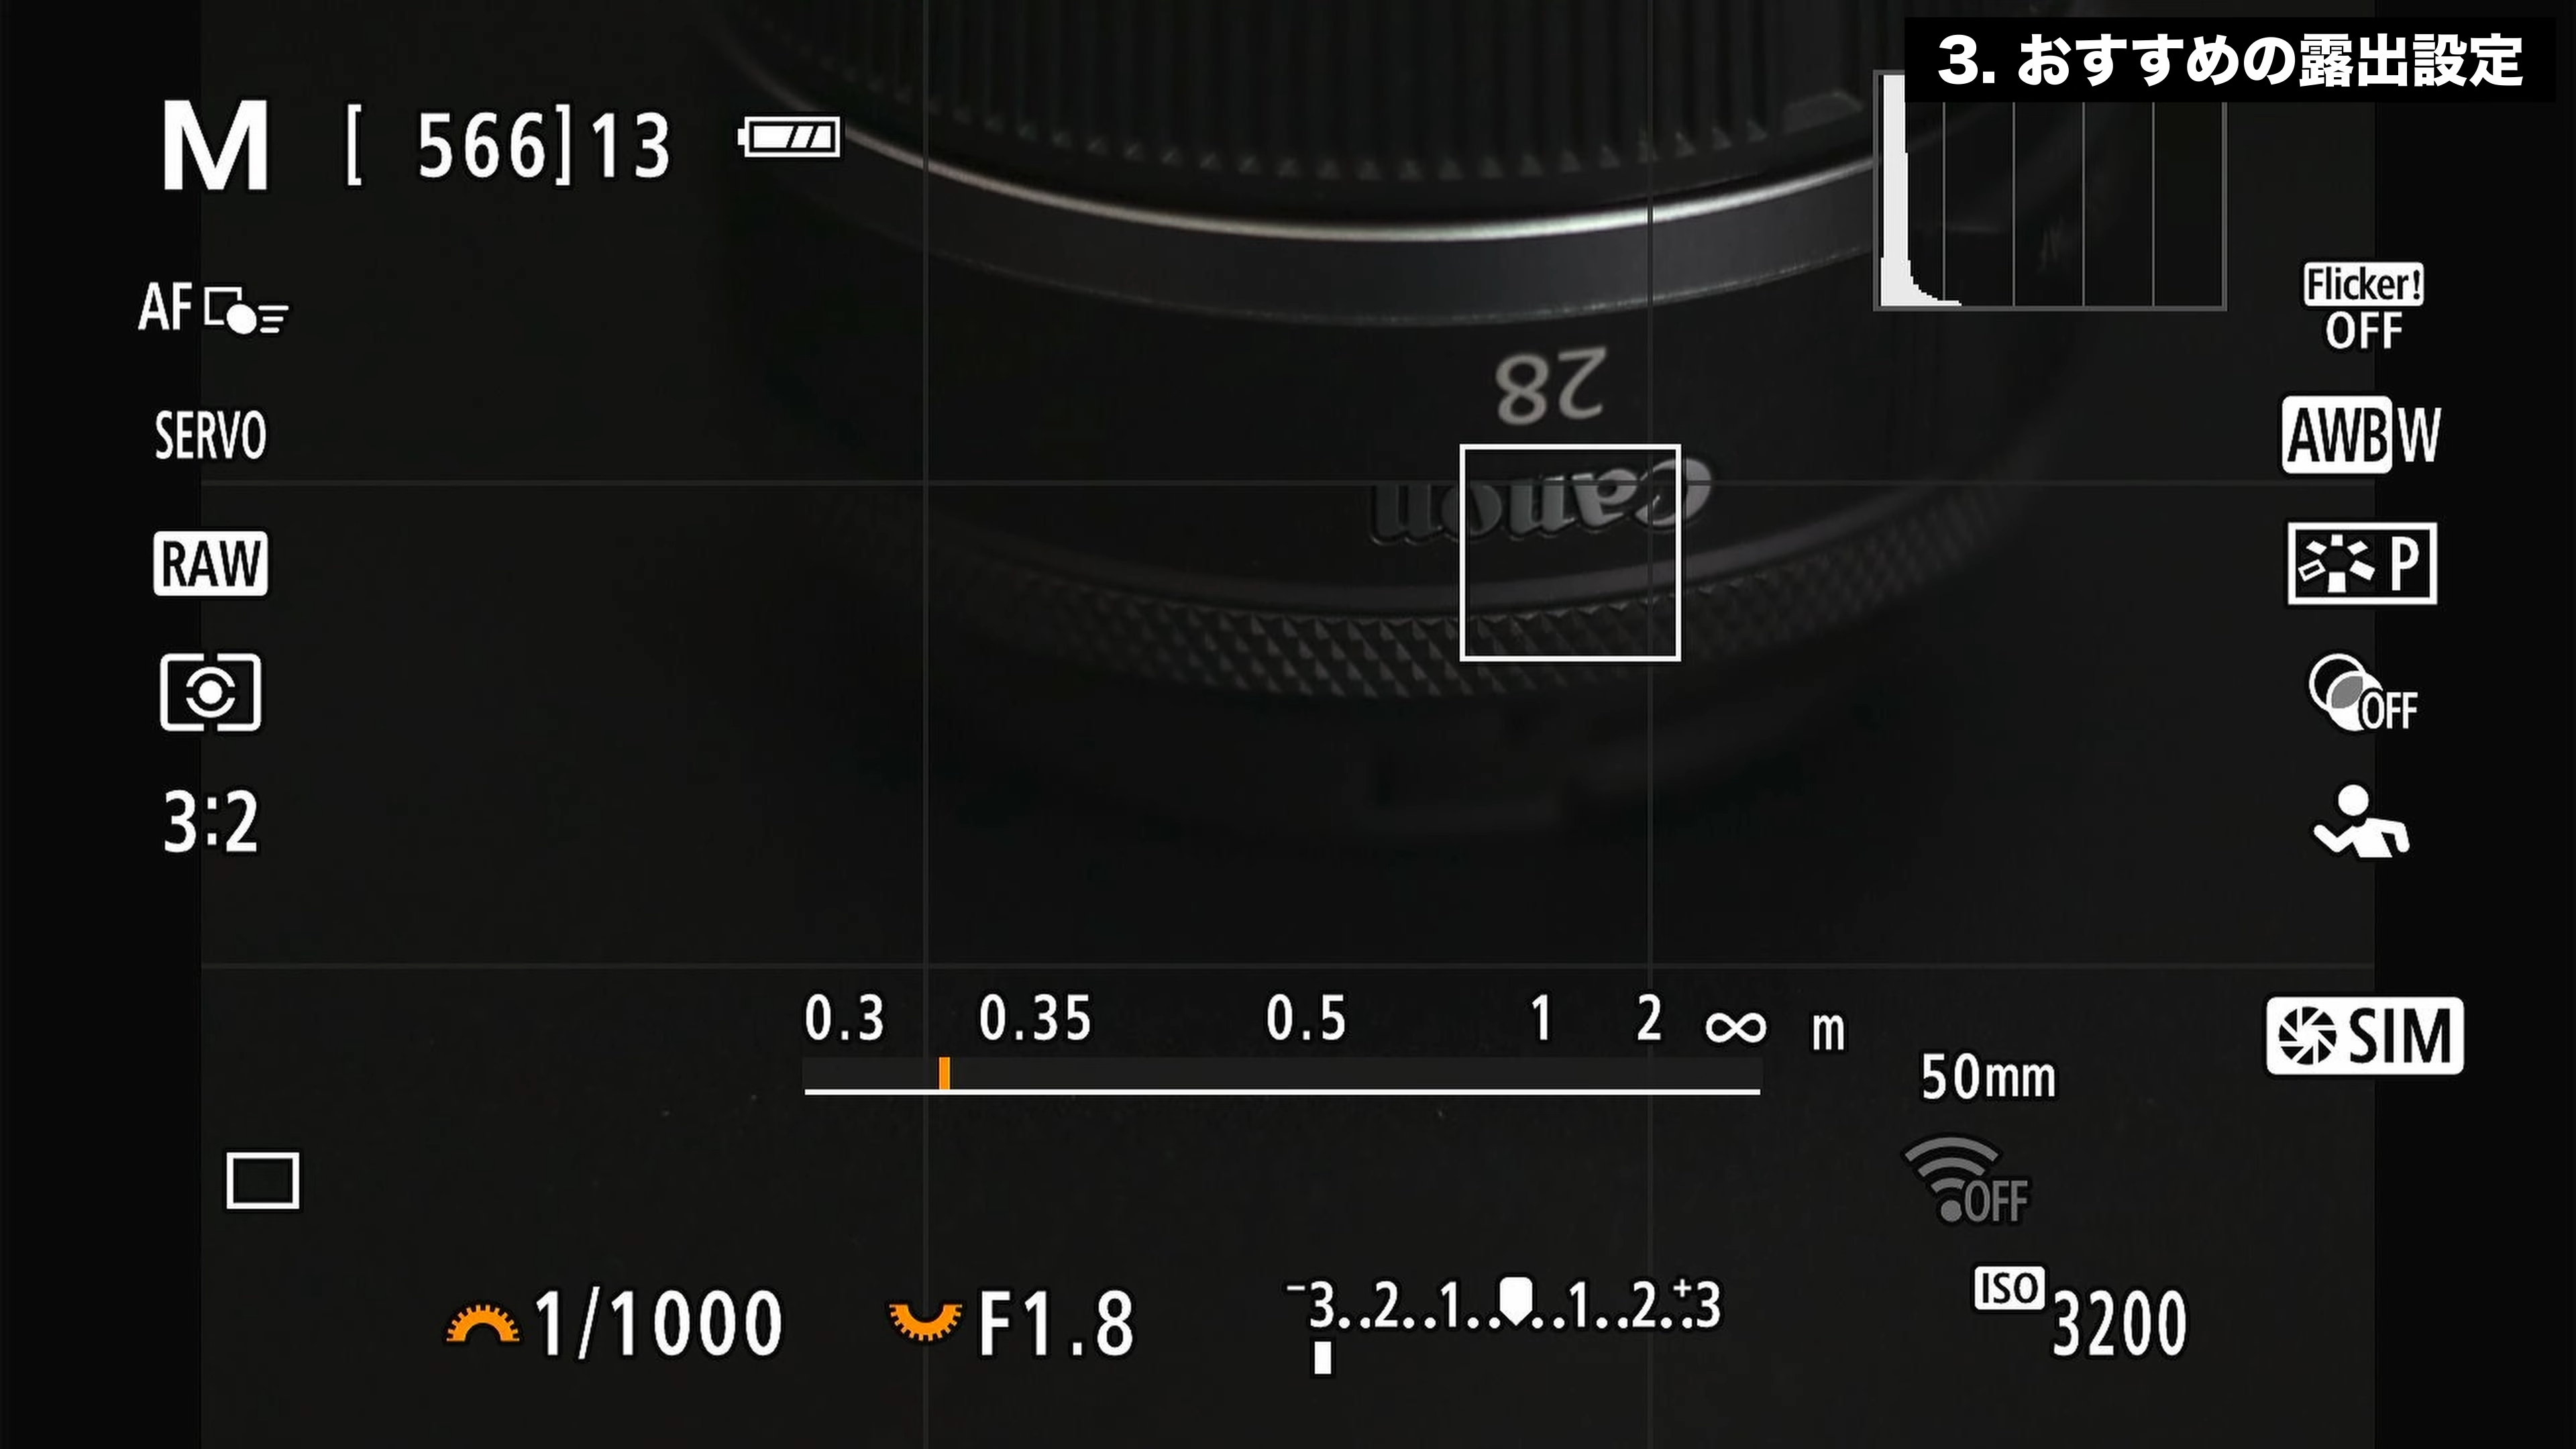 3. おすすめの露出設定
M [ 566]13
AF
Flicker!
OFF
SERVO
AWBW
28
Canon
RAW
P
OFF
3:2
0.3 0.35 0.5 1 2 ∞ m
SIM
50mm
OFF
1/1000 F1.8 -3..2..1....1..2.+3 ISO 3200